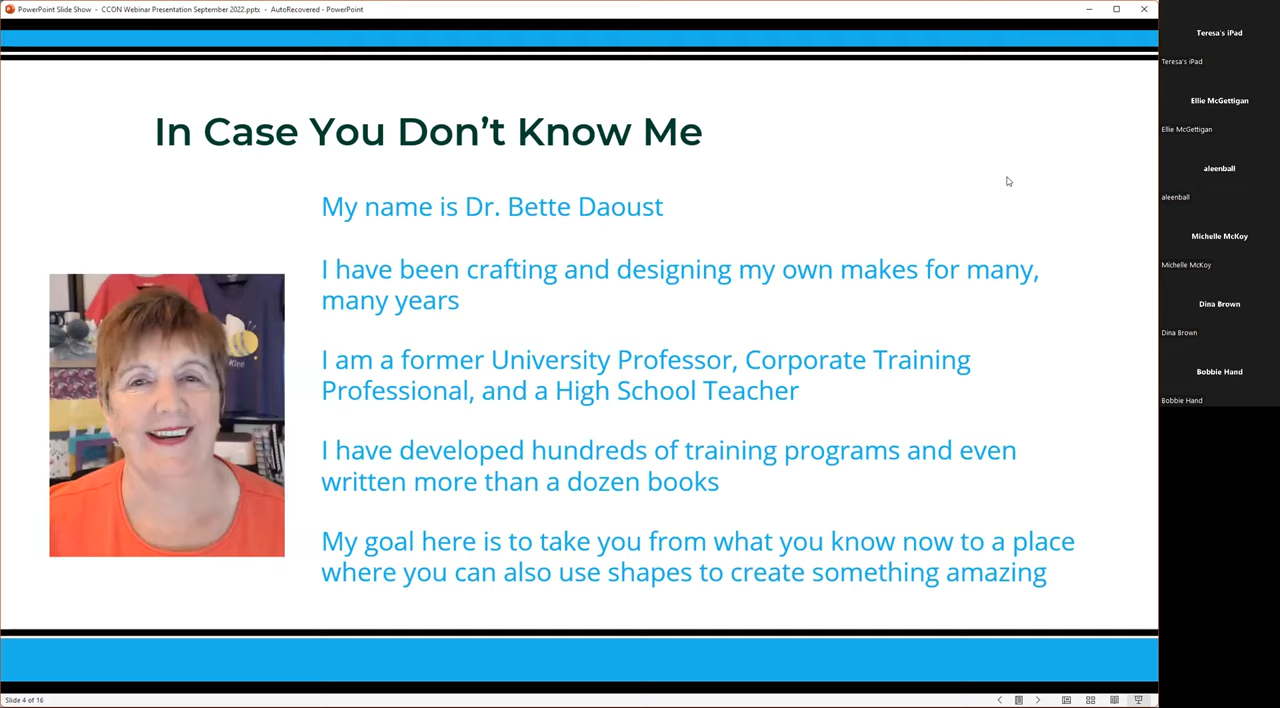 PowerPoint Slide Show - CCON Webinar Presentation September 2022.pptx - AutoRecovered - PowerPoint
In Case You Don't Know Me
My name is Dr. Bette Daoust
I have been crafting and designing my own makes for many,
many years
I am a former University Professor, Corporate Training
Professional, and a High School Teacher
I have developed hundreds of training programs and even
written more than a dozen books
My goal here is to take you from what you know now to a place
where you can also use shapes to create something amazing
Kleo
Slide 4 of 16
Teresa's iPad
Teresa's iPad
Ellie McGettigan
Ellie McGettigan
aleenball
aleenball
Michelle McKoy
Michelle McKoy
Dina Brown
Dina Brown
Bobbie Hand
Bobbie Hand